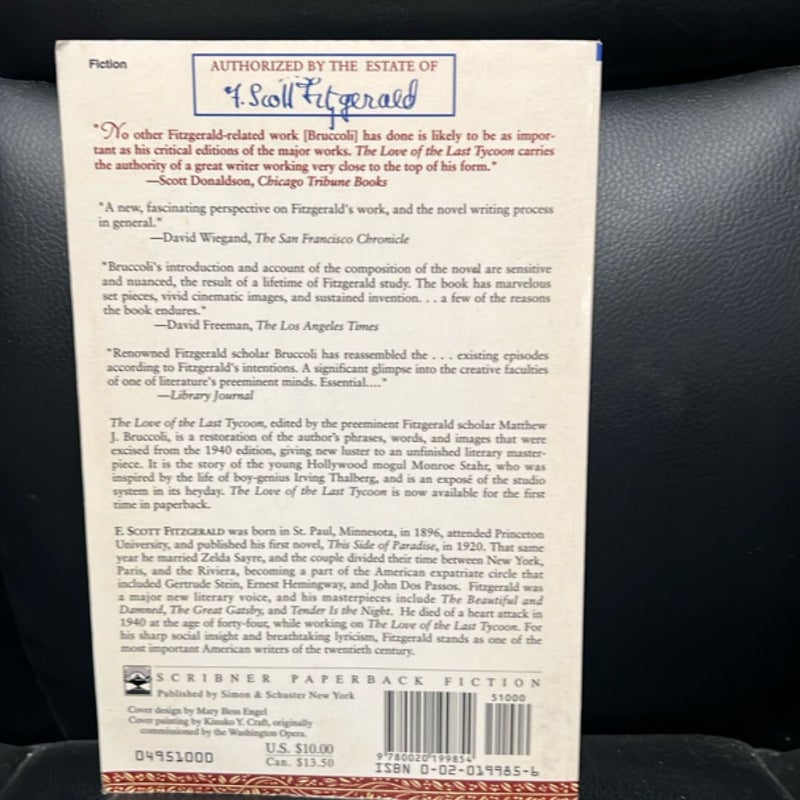 Fiction
AUTHORIZED BY THE ESTATE OF
F. Scott Fitzgerald
"No other Fitzgerald-related work [Bruccoli] has done is likely to be as impor-
tant as his critical editions of the major works. The Love of the Last Tycoon carries
the authority of a great writer working very close to the top of his form."
—Scott Donaldson, Chicago Tribune Books
"A new, fascinating perspective on Fitzgerald's work, and the novel writing process
in general."
—David Wiegand, The San Francisco Chronicle
"Bruccoli's introduction and account of the composition of the novel are sensitive
and nuanced, the result of a lifetime of Fitzgerald study. The book has marvelous
set pieces, vivid cinematic images, and sustained invention. . . a few of the reasons
the book endures."
—David Freeman, The Los Angeles Times
"Renowned Fitzgerald scholar Bruccoli has reassembled the . . . existing episodes
according to Fitzgerald's intentions. A significant glimpse into the creative faculties
of one of literature's preeminent minds. Essential...."
—Library Journal
The Love of the Last Tycoon, edited by the preeminent Fitzgerald scholar Matthew
J. Bruccoli, is a restoration of the author's phrases, words, and images that were
excised from the 1940 edition, giving new luster to an unfinished literary master-
piece. It is the story of the young Hollywood mogul Monroe Stahr, who was
inspired by the life of boy-genius Irving Thalberg, and is an exposé of the studio
system in its heyday. The Love of the Last Tycoon is now available for the first
time in paperback.
F. SCOTT FITZGERALD was born in St. Paul, Minnesota, in 1896, attended Princeton
University, and published his first novel, This Side of Paradise, in 1920. That same
year he married Zelda Sayre, and the couple divided their time between New York,
Paris, and the Riviera, becoming a part of the American expatriate circle that
included Gertrude Stein, Ernest Hemingway, and John Dos Passos. Fitzgerald was
a major new literary voice, and his masterpieces include The Beautiful and
Damned, The Great Gatsby, and Tender Is the Night. He died of a heart attack in
1940 at the age of forty-four, while working on The Love of the Last Tycoon. For
his sharp social insight and breathtaking lyricism, Fitzgerald stands as one of the
most important American writers of the twentieth century.
SCRIBNER PAPERBACK FICTION
Published by Simon & Schuster New York
Cover design by Mary Bess Engel
Cover painting by Kinuko Y. Craft, originally
commissioned by the Washington Opera.
04951000
U.S. $10.00
Can. $13.50
51000
9 780020 199854
ISBN 0-02-019985-6